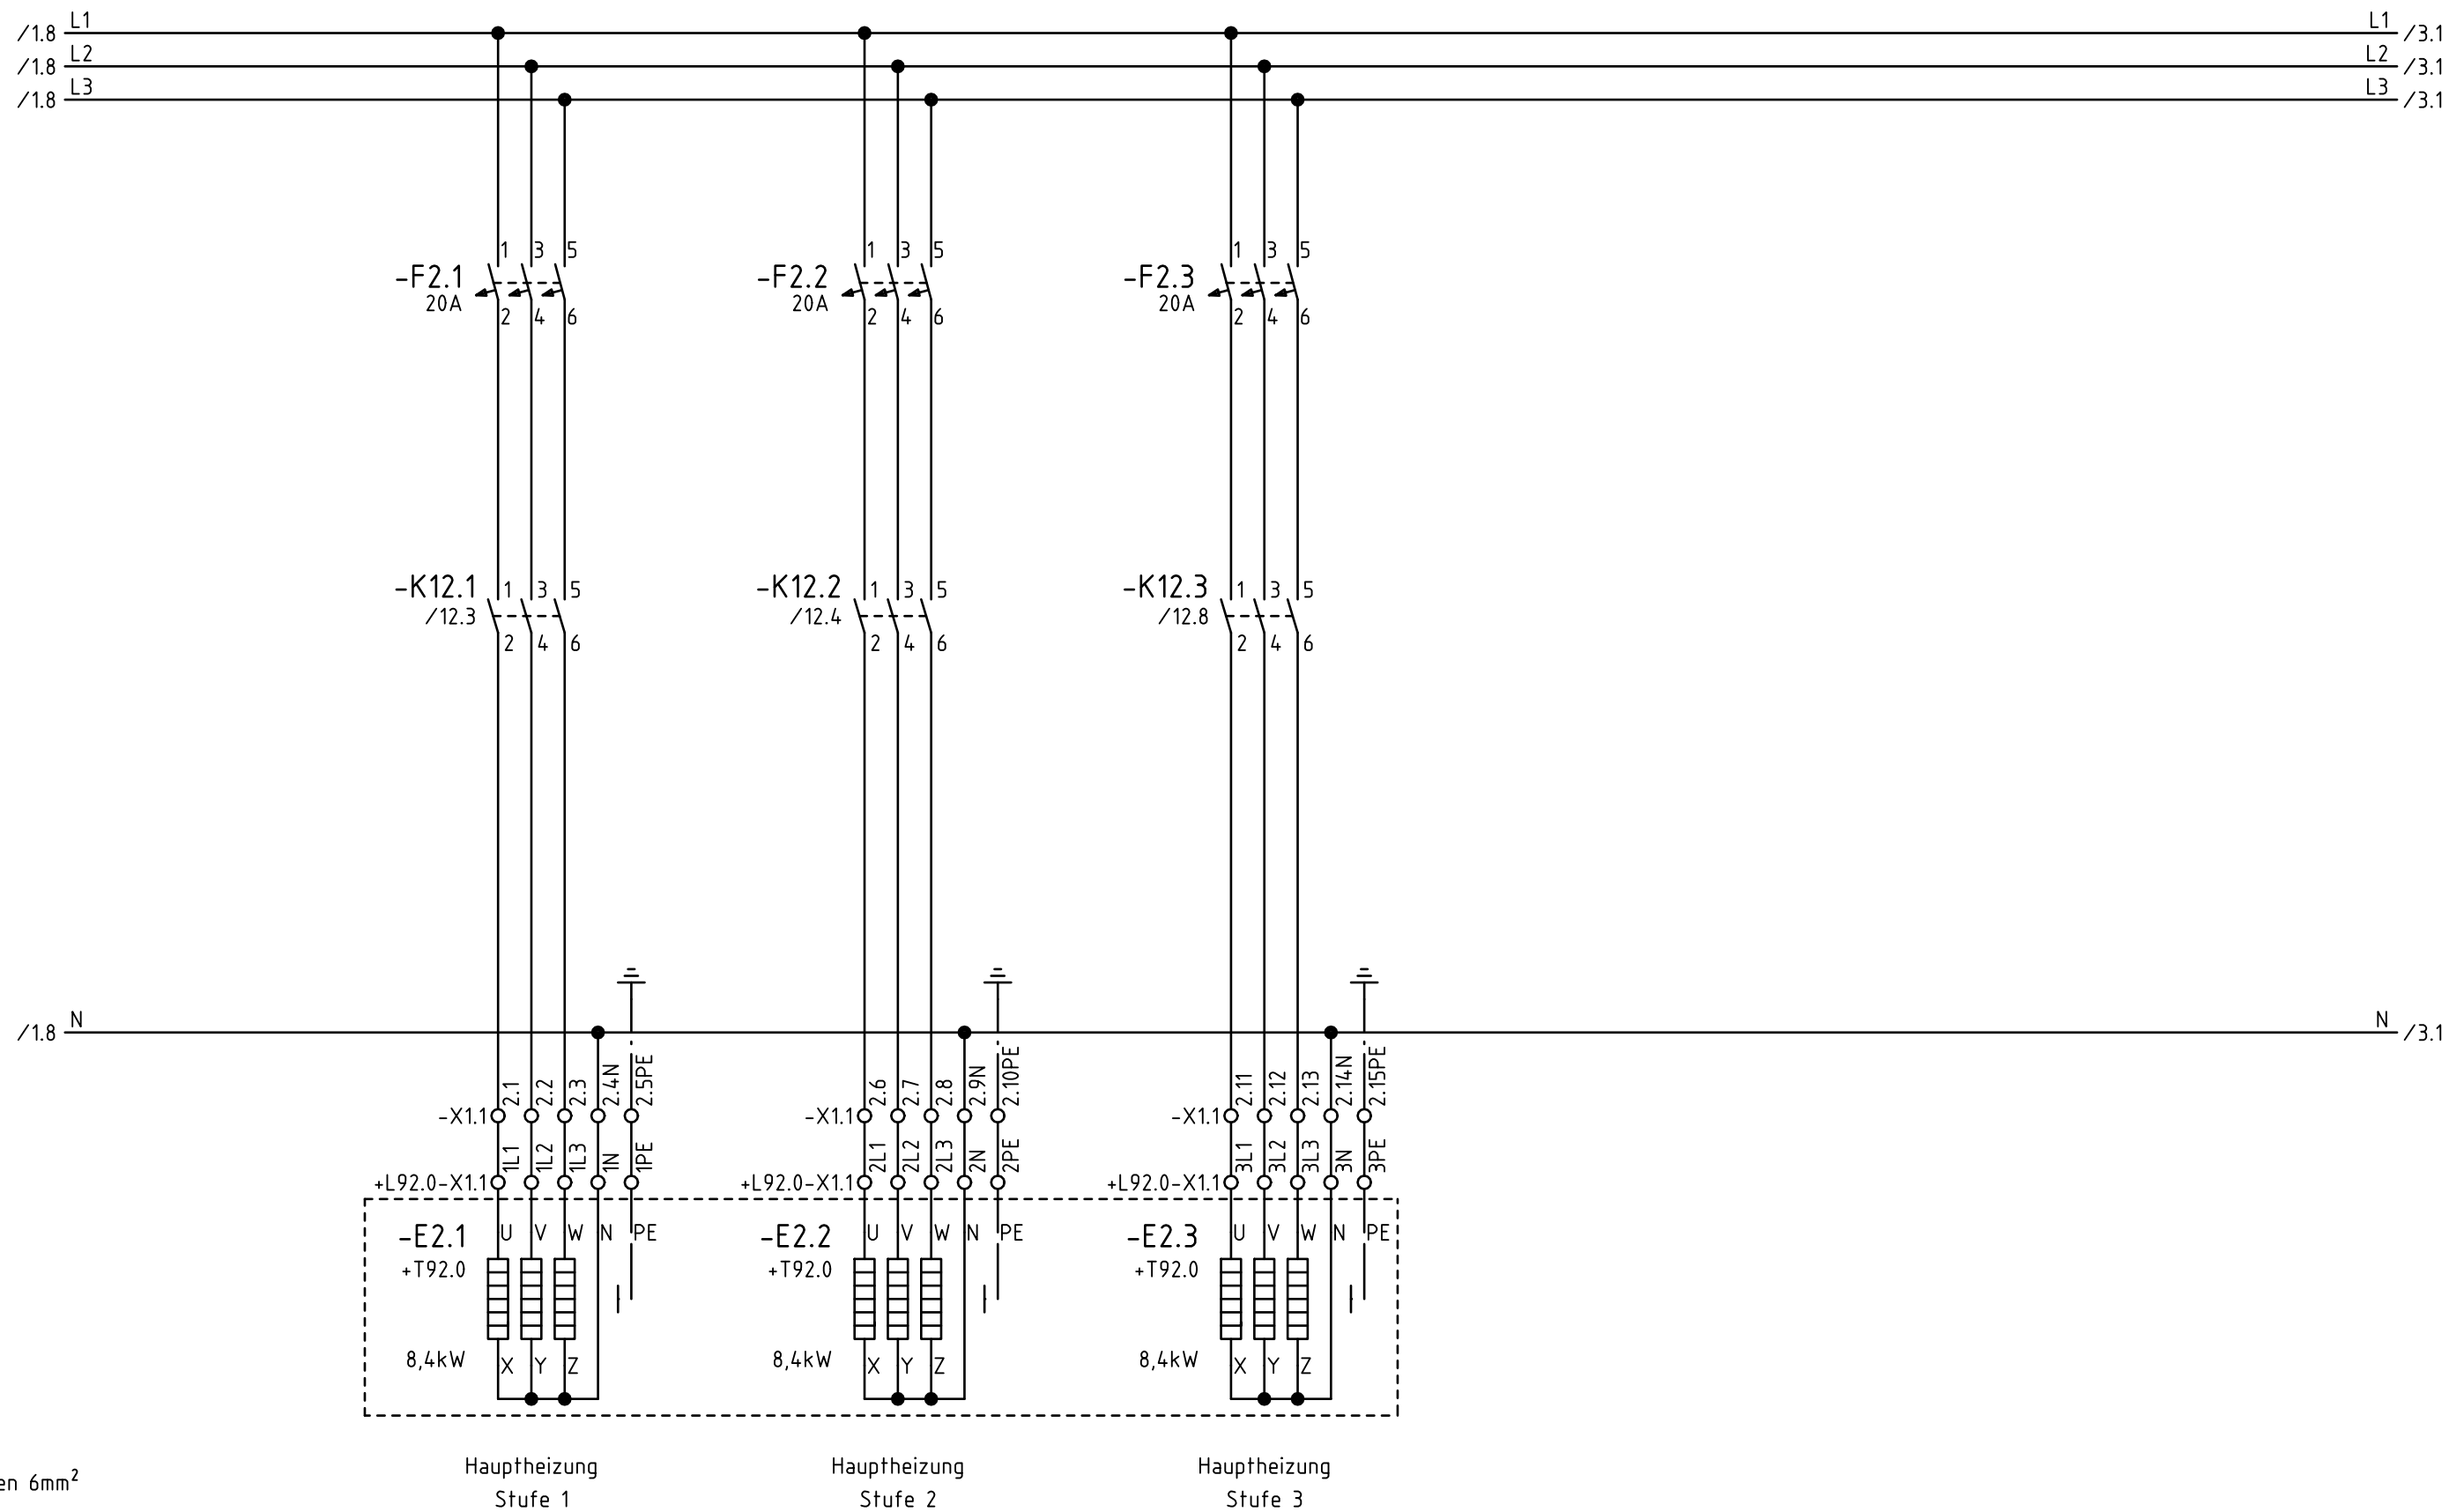 /1.8 L1 L1 /3.1
/1.8 L2 L2 /3.1
/1.8 L3 L3 /3.1
1 3 5 1 3 5 1 3 5
-F2.1 -F2.2 -F2.3
20A 20A 20A
2 4 6 2 4 6 2 4 6
-K12.1 1 3 5 -K12.2 1 3 5 -K12.3 1 3 5
/12.3 /12.4 /12.8
2 4 6 2 4 6 2 4 6
/1.8 N N /3.1
2.1 2.2 2.3 2.4N 2.5PE 2.6 2.7 2.8 2.9N 2.10PE 2.11 2.12 2.13 2.14N 2.15PE
-X1.1 -X1.1 -X1.1
1L1 1L2 1L3 1N 1PE 2L1 2L2 2L3 2N 2PE 3L1 3L2 3L3 3N 3PE
+L92.0-X1.1 +L92.0-X1.1 +L92.0-X1.1
-E2.1 U V W N PE -E2.2 U V W N PE -E2.3 U V W N PE
+T92.0 +T92.0 +T92.0
8,4kW X Y Z 8,4kW X Y Z 8,4kW X Y Z
Hauptheizung Hauptheizung Hauptheizung
en 6mm²
Stufe 1 Stufe 2 Stufe 3